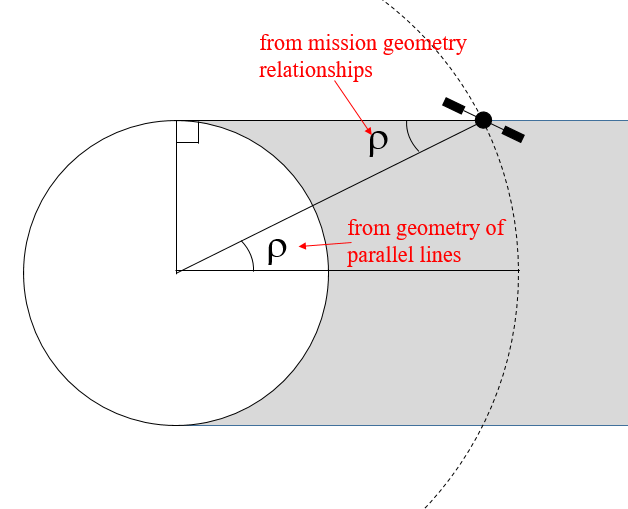 from mission geometry
relationships
ρ
from geometry of
parallel lines
ρ